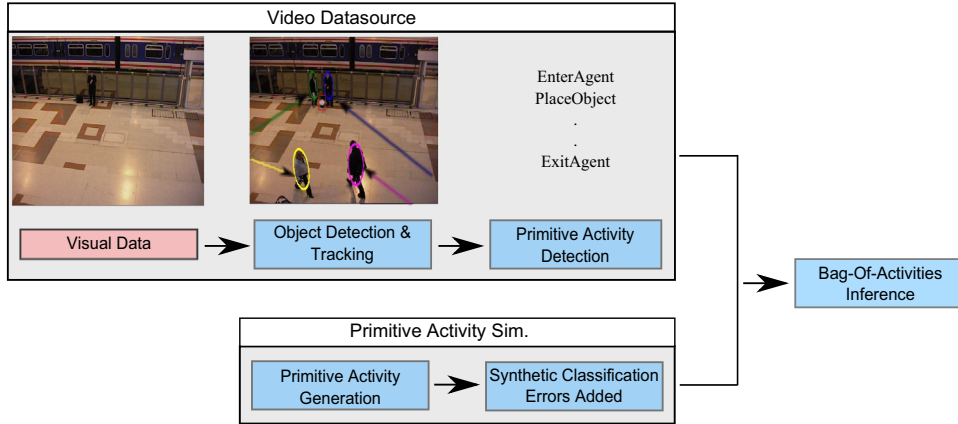 Video Datasource
EnterAgent
PlaceObject
.
.
ExitAgent
Visual Data
Object Detection &
Tracking
Primitive Activity
Detection
Bag-Of-Activities
Inference
Primitive Activity Sim.
Primitive Activity
Generation
Synthetic Classification
Errors Added